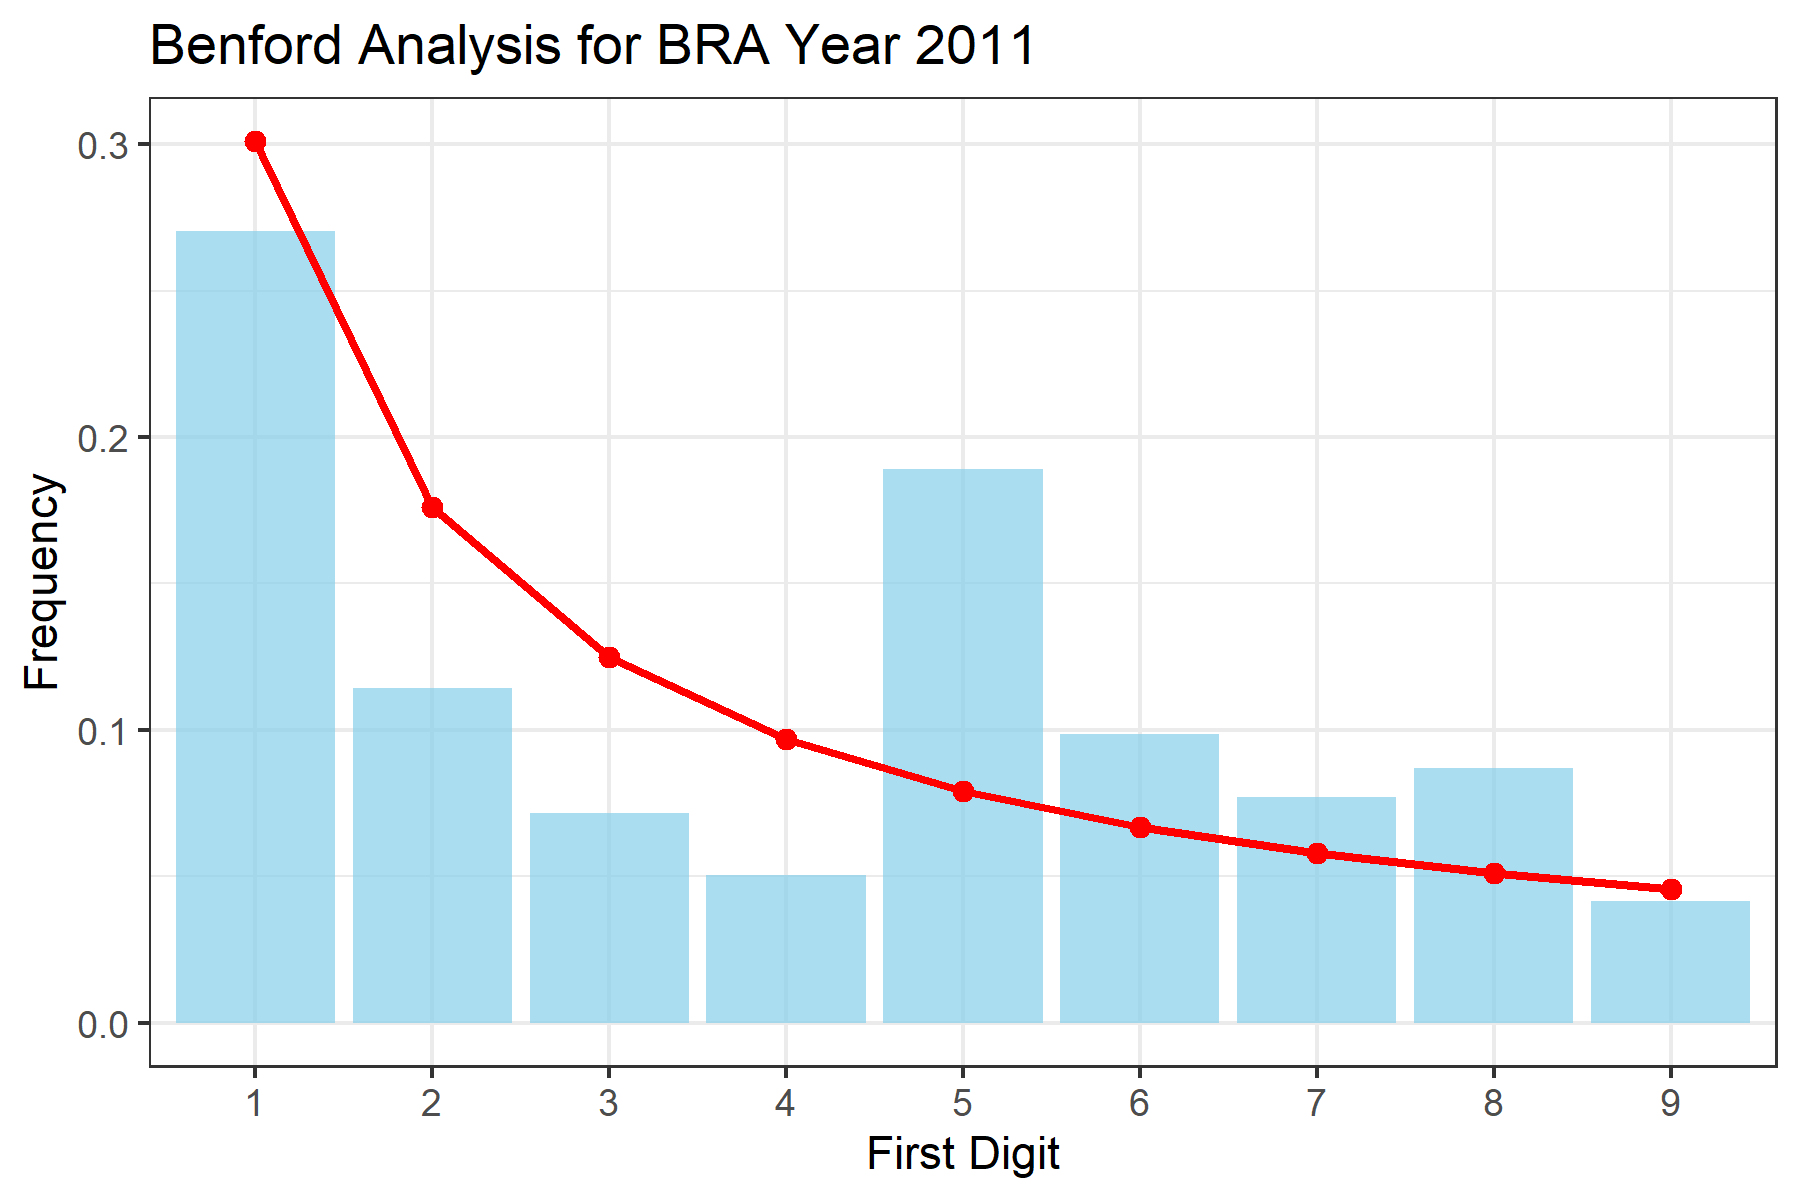 Benford Analysis for BRA Year 2011
Frequency
0.3
0.2
0.1
0.0
1 2 3 4 5 6 7 8 9
First Digit